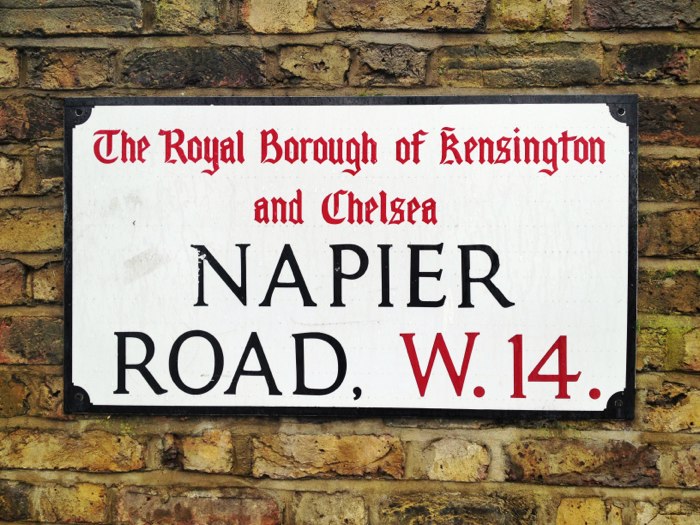 The Royal Borough of Kensington
and Chelsea
NAPIER
ROAD, W.14.